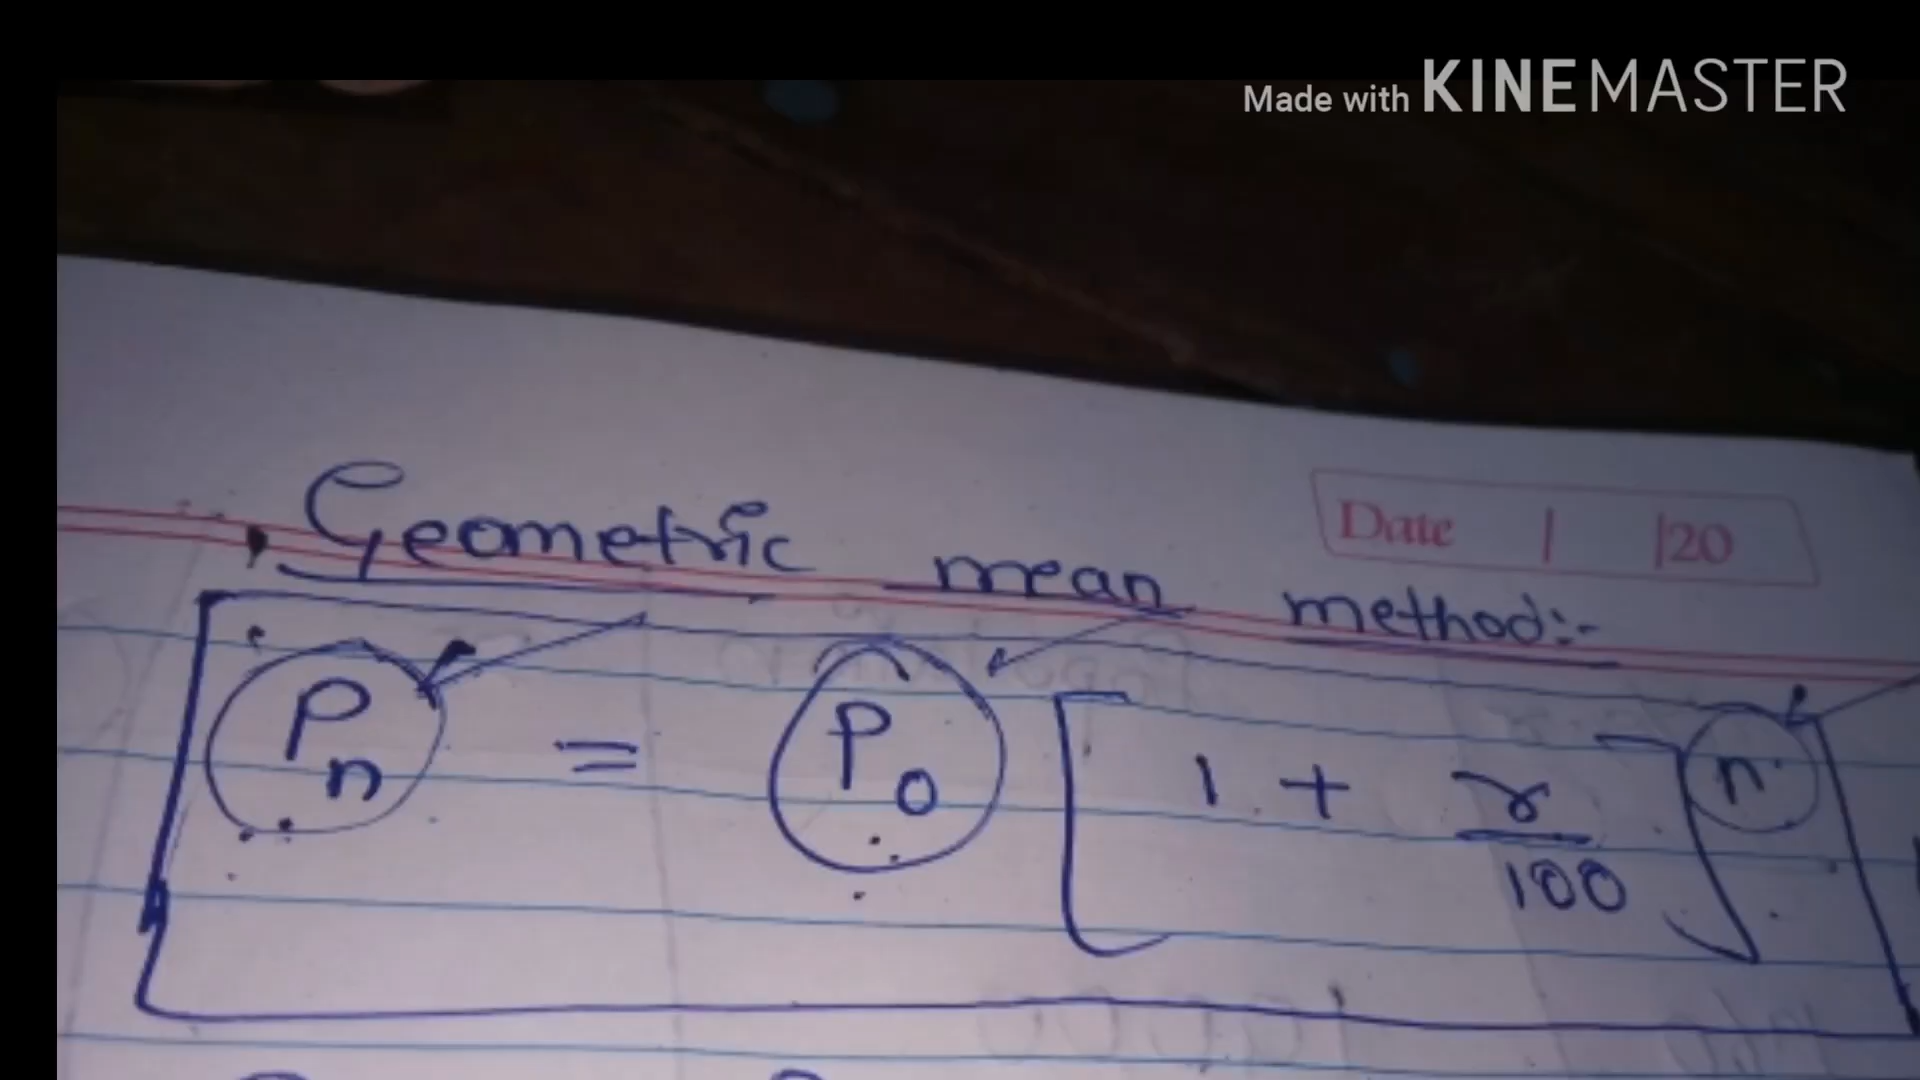 Made with KINEMASTER
Date | |20
Geometric mean method:-
Pn = P0 [1 + r/100]n